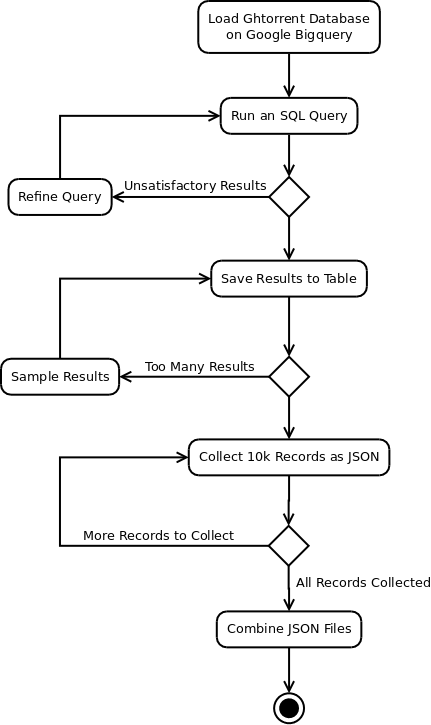 Load Ghtorrent Database
on Google Bigquery
Run an SQL Query
Unsatisfactory Results
Refine Query
Save Results to Table
Too Many Results
Sample Results
Collect 10k Records as JSON
More Records to Collect
All Records Collected
Combine JSON Files